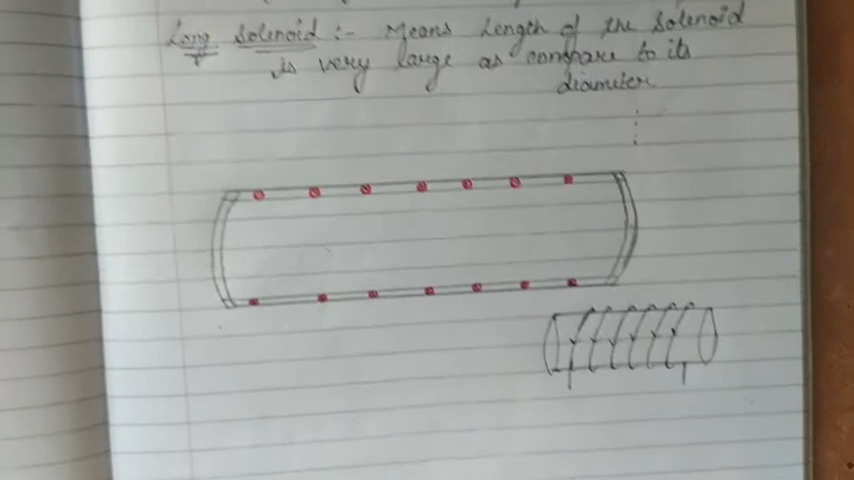 Long Solenoid :- Means Length of the Solenoid
is very large as compare to its
diameter